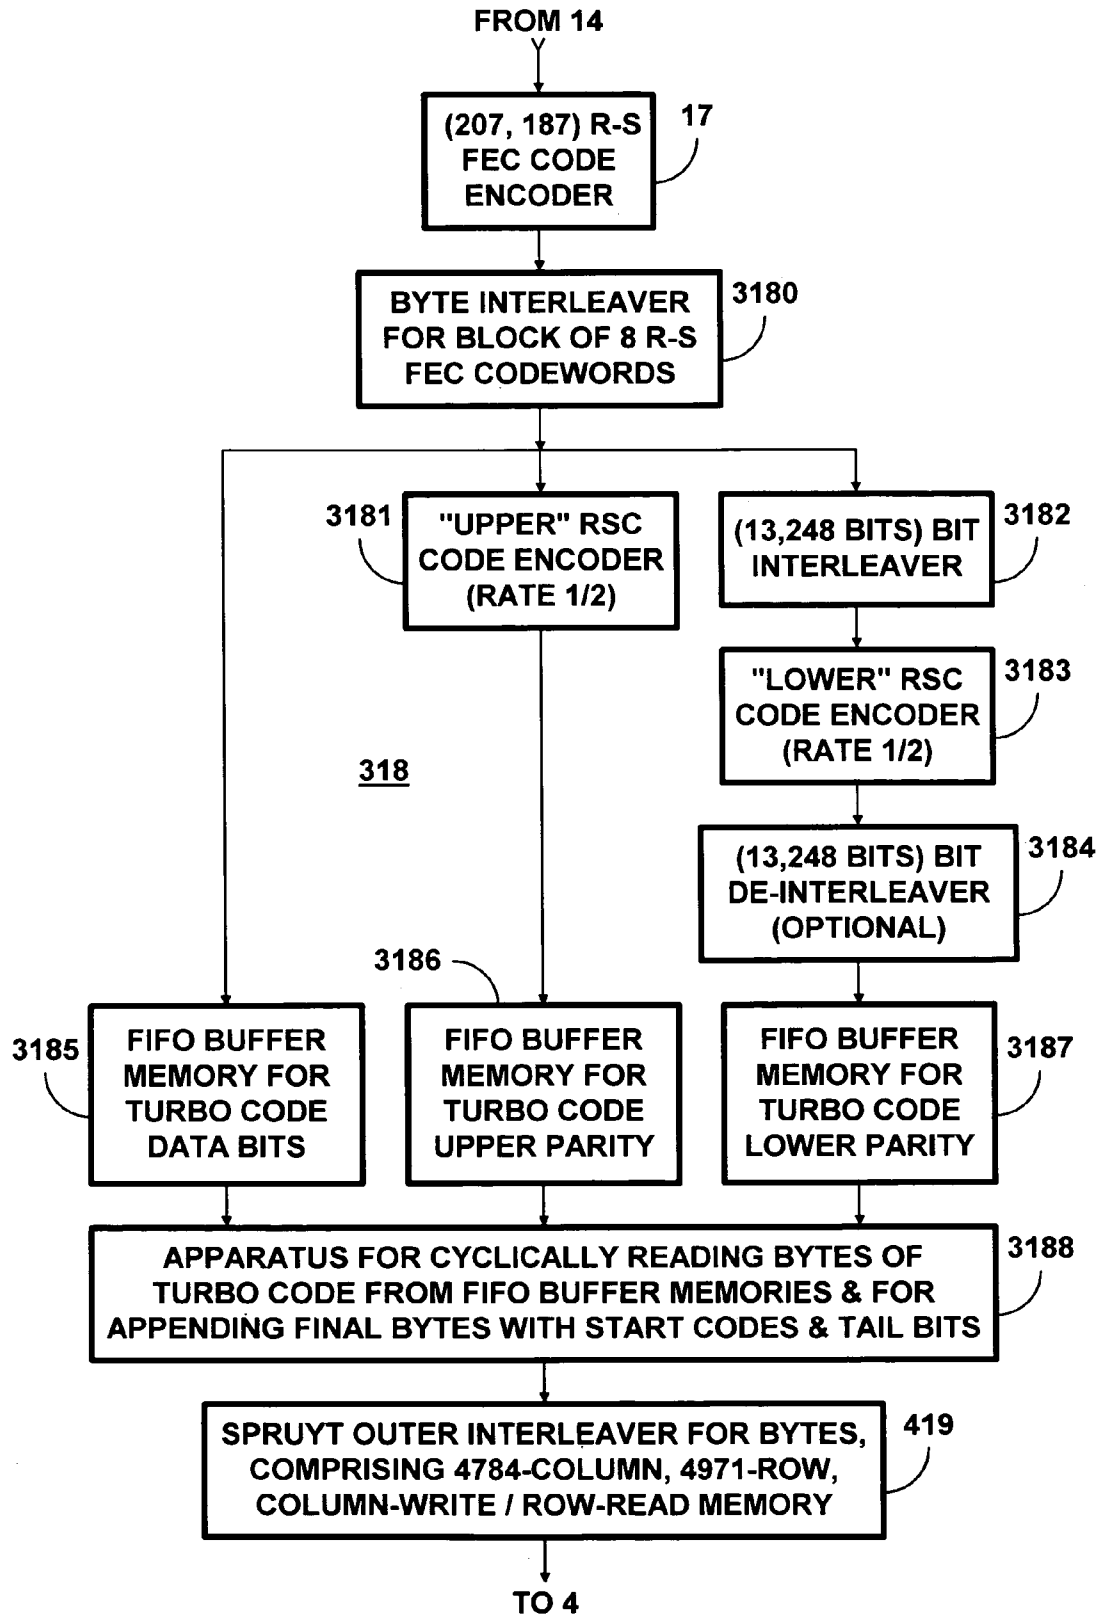 FROM 14
(207, 187) R-S
FEC CODE
ENCODER
17
BYTE INTERLEAVER
FOR BLOCK OF 8 R-S
FEC CODEWORDS
3180
3181
"UPPER" RSC
CODE ENCODER
(RATE 1/2)
(13,248 BITS) BIT
INTERLEAVER
3182
"LOWER" RSC
CODE ENCODER
(RATE 1/2)
3183
318
(13,248 BITS) BIT
DE-INTERLEAVER
(OPTIONAL)
3184
3185
FIFO BUFFER
MEMORY FOR
TURBO CODE
DATA BITS
3186
FIFO BUFFER
MEMORY FOR
TURBO CODE
UPPER PARITY
FIFO BUFFER
MEMORY FOR
TURBO CODE
LOWER PARITY
3187
APPARATUS FOR CYCLICALLY READING BYTES OF
TURBO CODE FROM FIFO BUFFER MEMORIES & FOR
APPENDING FINAL BYTES WITH START CODES & TAIL BITS
3188
SPRUYT OUTER INTERLEAVER FOR BYTES,
COMPRISING 4784-COLUMN, 4971-ROW,
COLUMN-WRITE / ROW-READ MEMORY
419
TO 4